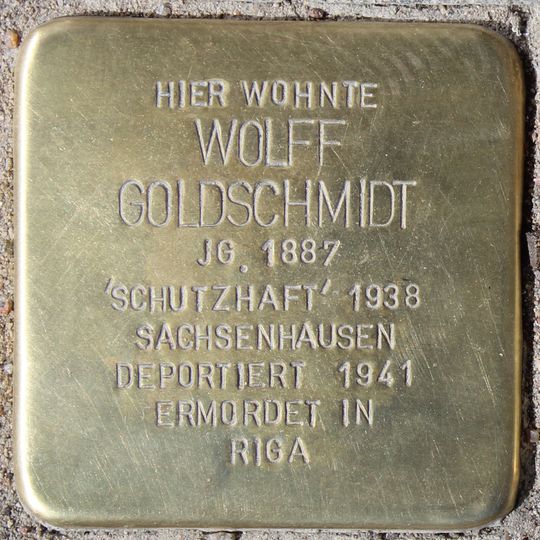 HIER WOHNTE
WOLFF
GOLDSCHMIDT
JG. 1887
'SCHUTZHAFT' 1938
SACHSENHAUSEN
DEPORTIERT 1941
ERMORDET IN
RIGA